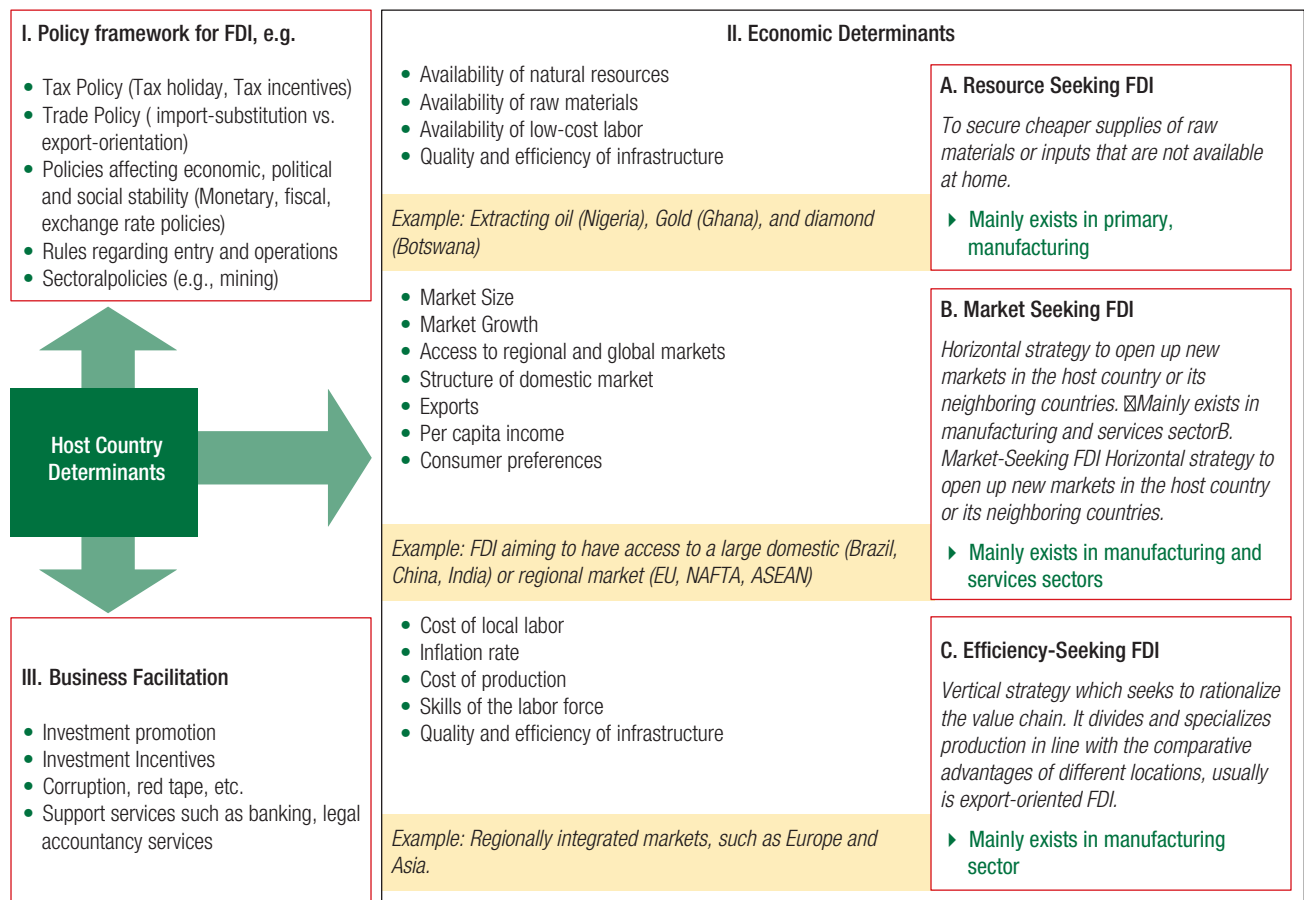 I. Policy framework for FDI, e.g.
• Tax Policy (Tax holiday, Tax incentives)
• Trade Policy ( import-substitution vs.
export-orientation)
• Policies affecting economic, political
and social stability (Monetary, fiscal,
exchange rate policies)
• Rules regarding entry and operations
• Sectoralpolicies (e.g., mining)
Host Country
Determinants
III. Business Facilitation
• Investment promotion
• Investment Incentives
• Corruption, red tape, etc.
• Support services such as banking, legal
accountancy services
II. Economic Determinants
• Availability of natural resources
• Availability of raw materials
• Availability of low-cost labor
• Quality and efficiency of infrastructure
Example: Extracting oil (Nigeria), Gold (Ghana), and diamond
(Botswana)
A. Resource Seeking FDI
To secure cheaper supplies of raw
materials or inputs that are not available
at home.
Mainly exists in primary,
manufacturing
• Market Size
• Market Growth
• Access to regional and global markets
• Structure of domestic market
• Exports
• Per capita income
• Consumer preferences
Example: FDI aiming to have access to a large domestic (Brazil,
China, India) or regional market (EU, NAFTA, ASEAN)
B. Market Seeking FDI
Horizontal strategy to open up new
markets in the host country or its
neighboring countries. Mainly exists in
manufacturing and services sectorB.
Market-Seeking FDI Horizontal strategy to
open up new markets in the host country
or its neighboring countries.
Mainly exists in manufacturing and
services sectors
• Cost of local labor
• Inflation rate
• Cost of production
• Skills of the labor force
• Quality and efficiency of infrastructure
Example: Regionally integrated markets, such as Europe and
Asia.
C. Efficiency-Seeking FDI
Vertical strategy which seeks to rationalize
the value chain. It divides and specializes
production in line with the comparative
advantages of different locations, usually
is export-oriented FDI.
Mainly exists in manufacturing
sector